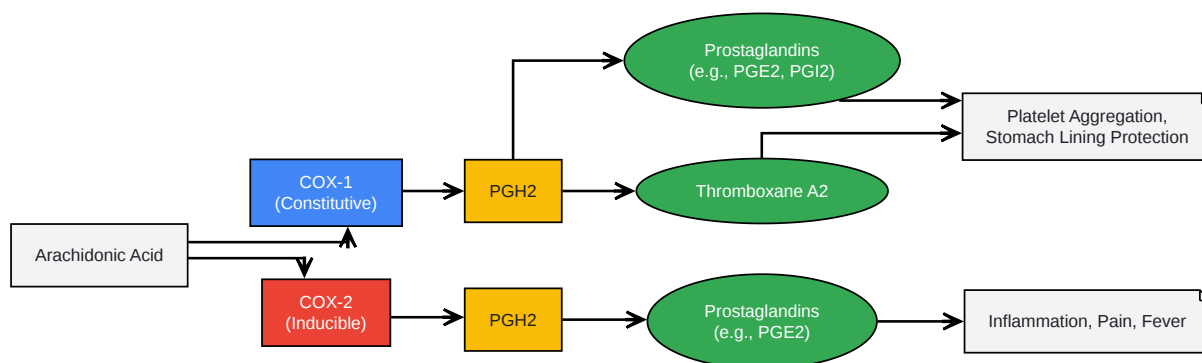 Prostaglandins
(e.g., PGE2, PGI2)
Platelet Aggregation,
Stomach Lining Protection
COX-1
(Constitutive)
PGH2
Thromboxane A2
Arachidonic Acid
COX-2
(Inducible)
PGH2
Prostaglandins
(e.g., PGE2)
Inflammation, Pain, Fever